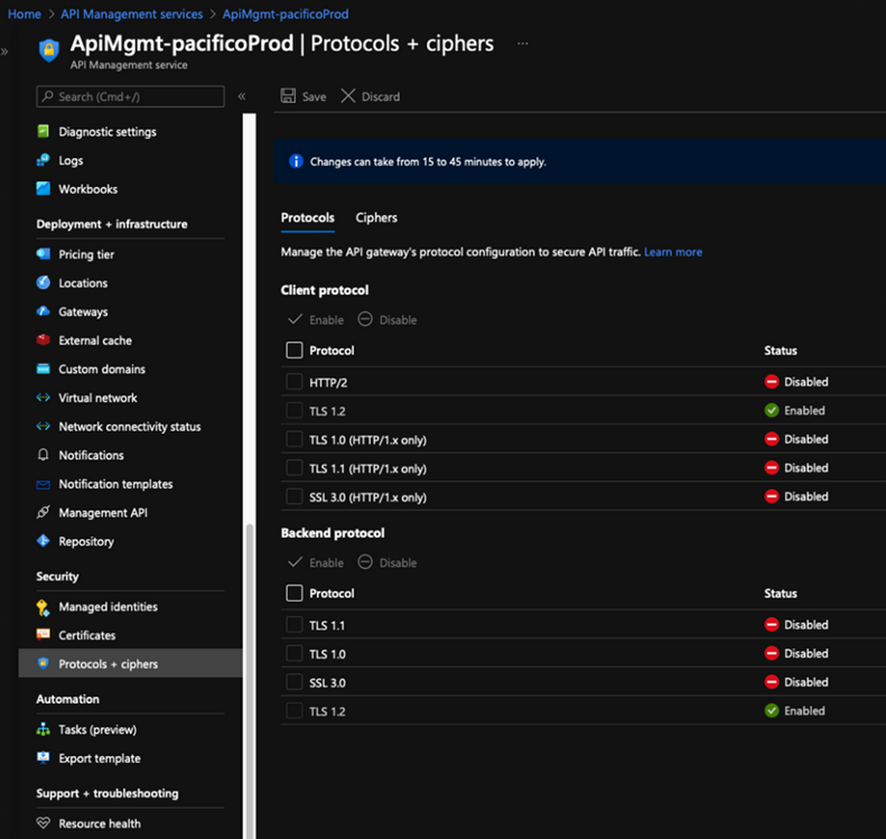 Home > API Management services > ApiMgmt-pacificoProd
»
ApiMgmt-pacificoProd | Protocols + ciphers ...
API Management service
Search (Cmd+/)
«
Diagnostic settings
Logs
Workbooks
Deployment + infrastructure
Pricing tier
Locations
Gateways
External cache
Custom domains
Virtual network
Network connectivity status
Notifications
Notification templates
Management API
Repository
Security
Managed identities
Certificates
Protocols + ciphers
Automation
Tasks (preview)
Export template
Support + troubleshooting
Resource health
Save Discard
Changes can take from 15 to 45 minutes to apply.
Protocols Ciphers
Manage the API gateway's protocol configuration to secure API traffic. Learn more
Client protocol
Enable Disable
Protocol Status
HTTP/2 Disabled
TLS 1.2 Enabled
TLS 1.0 (HTTP/1.x only) Disabled
TLS 1.1 (HTTP/1.x only) Disabled
SSL 3.0 (HTTP/1.x only) Disabled
Backend protocol
Enable Disable
Protocol Status
TLS 1.1 Disabled
TLS 1.0 Disabled
SSL 3.0 Disabled
TLS 1.2 Enabled